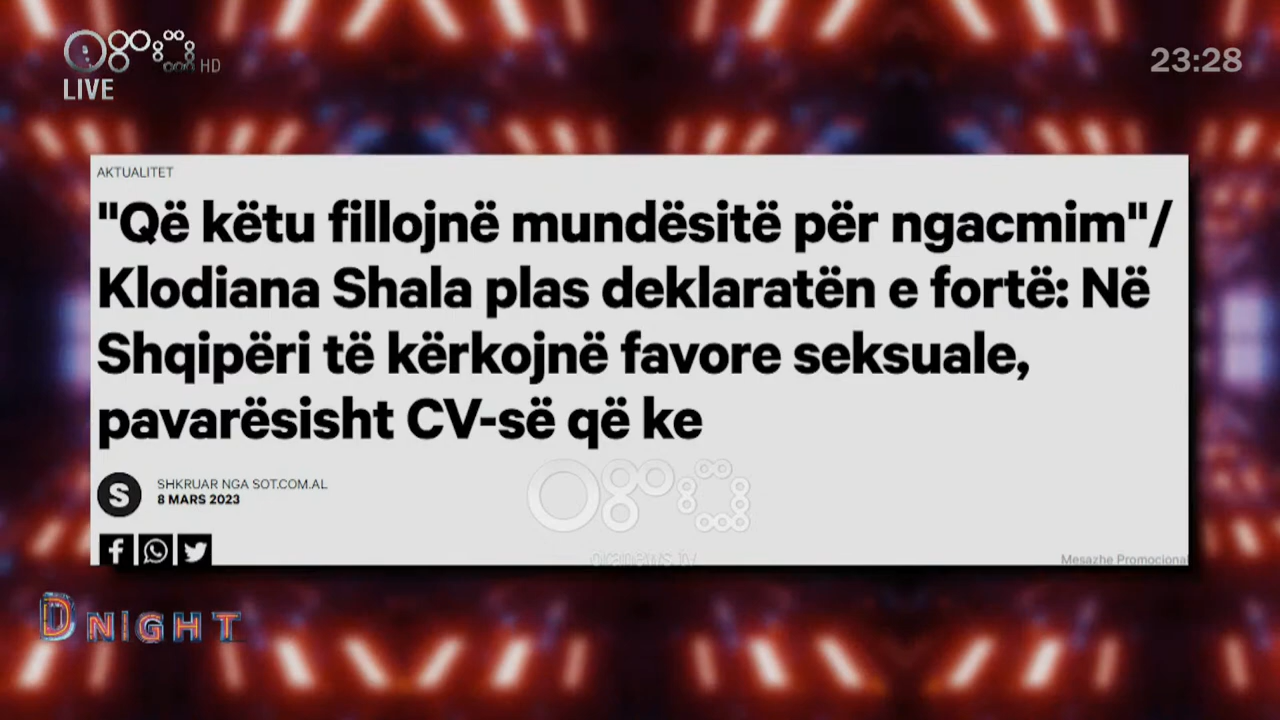 HD
LIVE
23:28
AKTUALITET
"Që këtu fillojnë mundësitë për ngacmim"/
Klodiana Shala plas deklaratën e fortë: Në
Shqipëri të kërkojnë favore seksuale,
pavarësisht CV-së që ke
S
SHKRUAR NGA SOT.COM.AL
8 MARS 2023
Mesazhe Promocional
D NIGHT